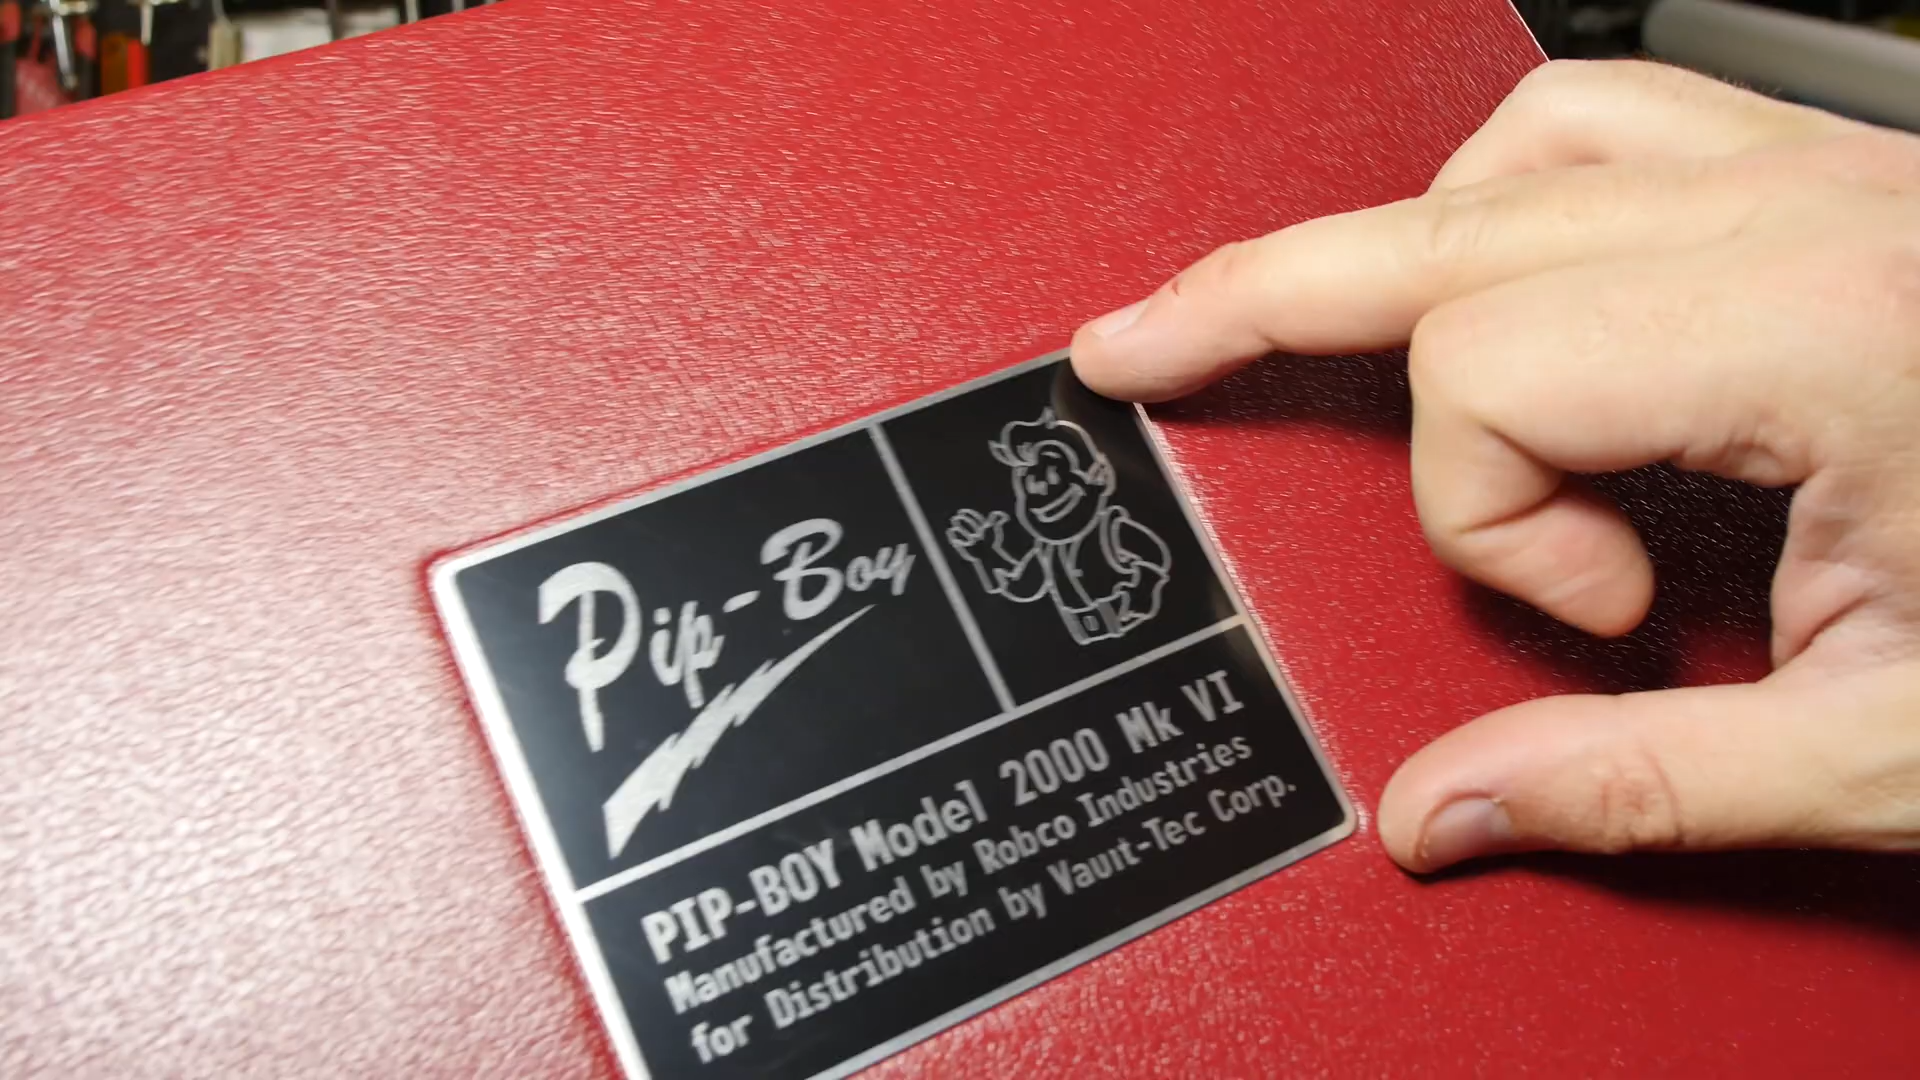 Pip-Boy
PIP-BOY Model 2000 Mk VI
Manufactured by Robco Industries
for Distribution by Vault-Tec Corp.